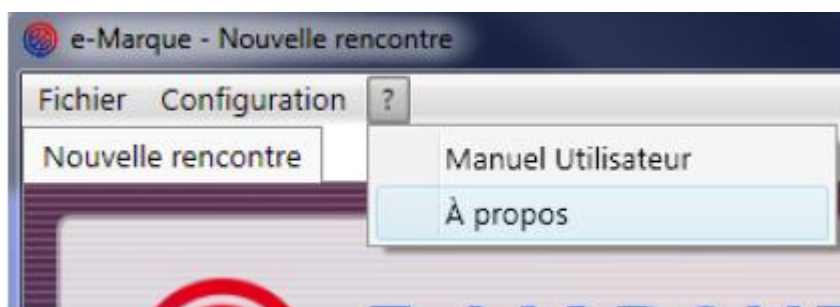 e-Marque - Nouvelle rencontre
Fichier Configuration ?
Nouvelle rencontre
Manuel Utilisateur
À propos